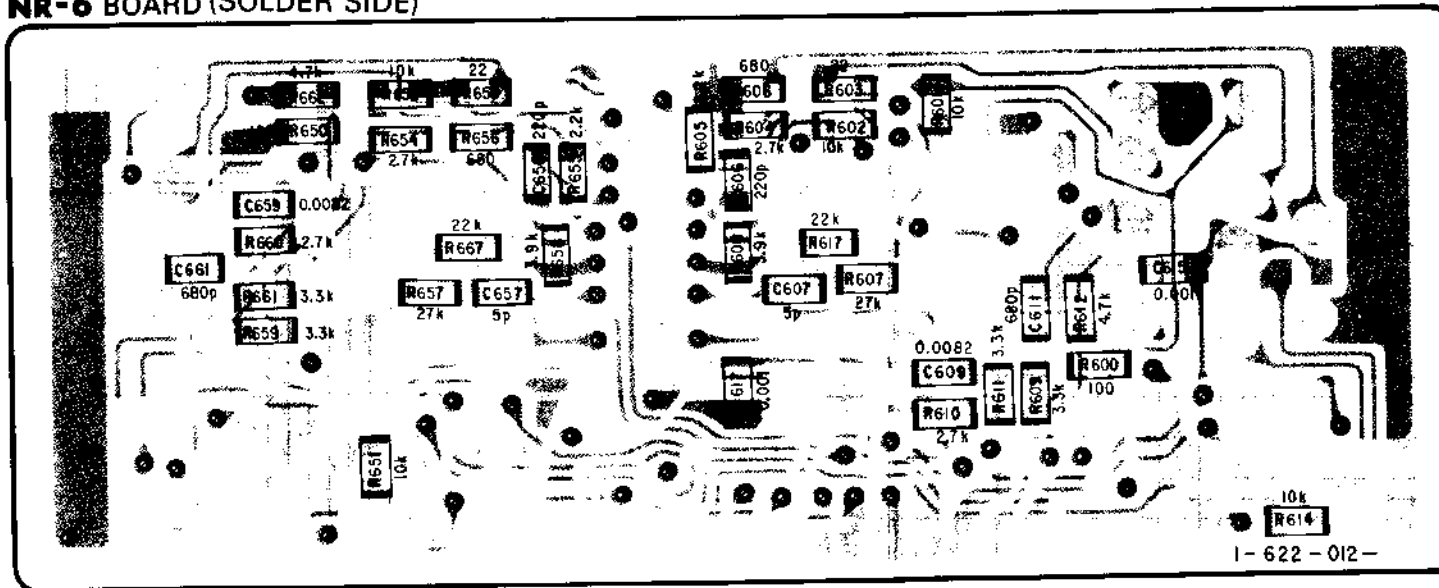 NR-6 BOARD (SOLDER SIDE)
4.7k
10k
22
680
22
R603
10k
R650
R654
R656
R604
R602
R605
2.7k
680
2.7k
10k
220p
2.2k
220p
C659
0.0082
R660
2.7k
22k
R667
3.9k
3.9k
22k
R617
C661
680p
R661
3.3k
R657
27k
C657
5p
C607
5p
R607
27k
0.001
R659
3.3k
680p
C611
R612
4.7k
0.0082
C609
3.3k
R611
R609
3.3k
R600
100
0.001
R610
2.7k
R651
10k
10k
R614
1-622-012-